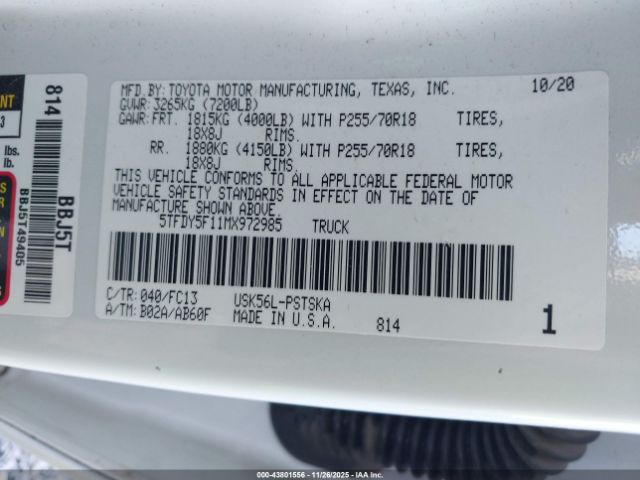 MFD.BY: TOYOTA MOTOR MANUFACTURING, TEXAS, INC. 10/20
GVWR: 3265KG (7200LB)
GAWR: FRT. 1815KG (4000LB) WITH P255/70R18 TIRES,
18X8J RIMS.
RR. 1880KG (4150LB) WITH P255/70R18 TIRES,
18X8J RIMS.
THIS VEHICLE CONFORMS TO ALL APPLICABLE FEDERAL MOTOR
VEHICLE SAFETY STANDARDS IN EFFECT ON THE DATE OF
MANUFACTURE SHOWN ABOVE.
5TFDY5F11MX972985 TRUCK
C/TR: 040/FC13 USK56L-PSTSKA
A/TM: B02A/AB60F MADE IN U.S.A. 814 1
814
BBJ5T
BBJ5T49405
3
lbs.
lb.
000-43801556 - 11/26/2025 - IAA Inc.